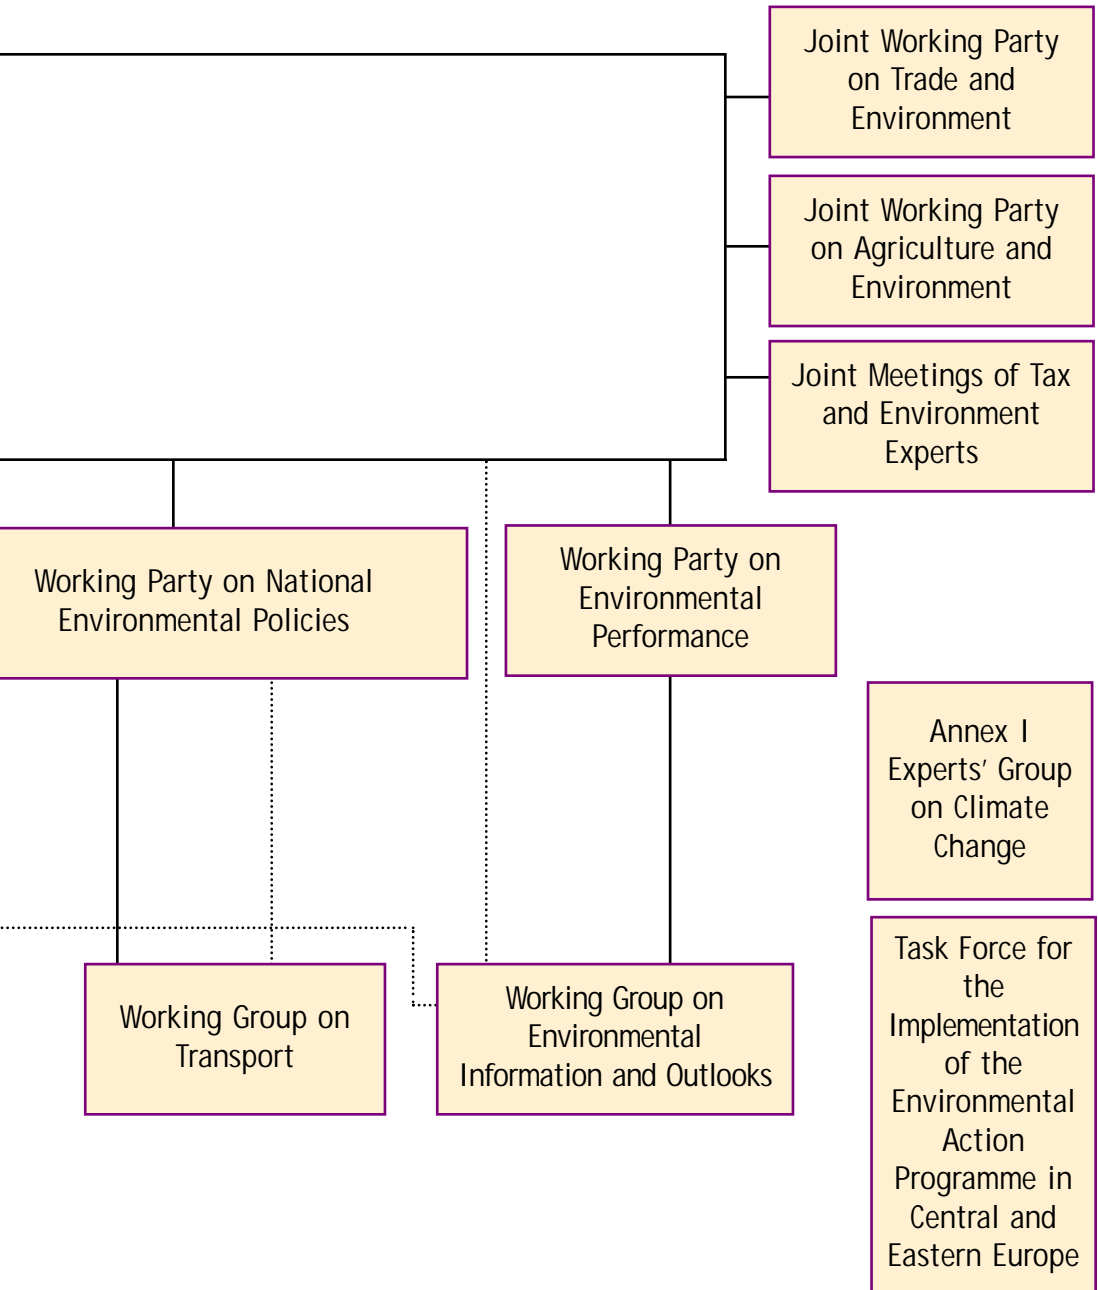 Joint Working Party
on Trade and
Environment
Joint Working Party
on Agriculture and
Environment
Joint Meetings of Tax
and Environment
Experts
Working Party on National
Environmental Policies
Working Party on
Environmental
Performance
Annex I
Experts’ Group
on Climate
Change
Working Group on
Transport
Working Group on
Environmental
Information and Outlooks
Task Force for
the
Implementation
of the
Environmental
Action
Programme in
Central and
Eastern Europe